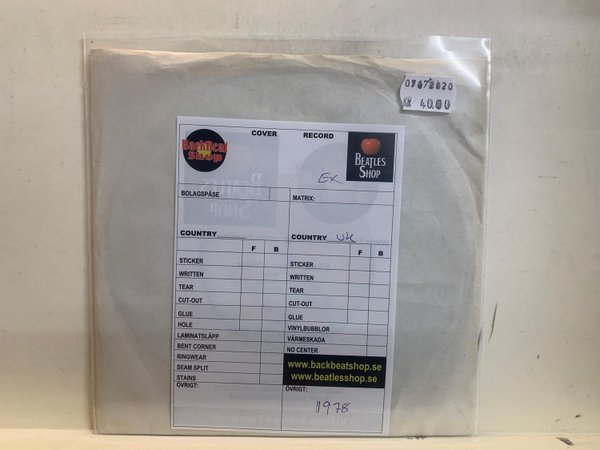 KR 40.00
COVER RECORD
BackBeat Shop
BEATLES SHOP
EX
BOLAGSPÅSE MATRIX:
COUNTRY COUNTRY UK
F B F B
STICKER STICKER
WRITTEN WRITTEN
TEAR TEAR
CUT-OUT CUT-OUT
GLUE GLUE
HOLE VINYLBUBBLOR
LAMINATSLÄPP VÄRMESKADA
BENT CORNER NO CENTER
RINGWEAR
SEAM SPLIT
STAINS
www.backbeatshop.se
www.beatlesshop.se
ÖVRIGT: ÖVRIGT:
1978